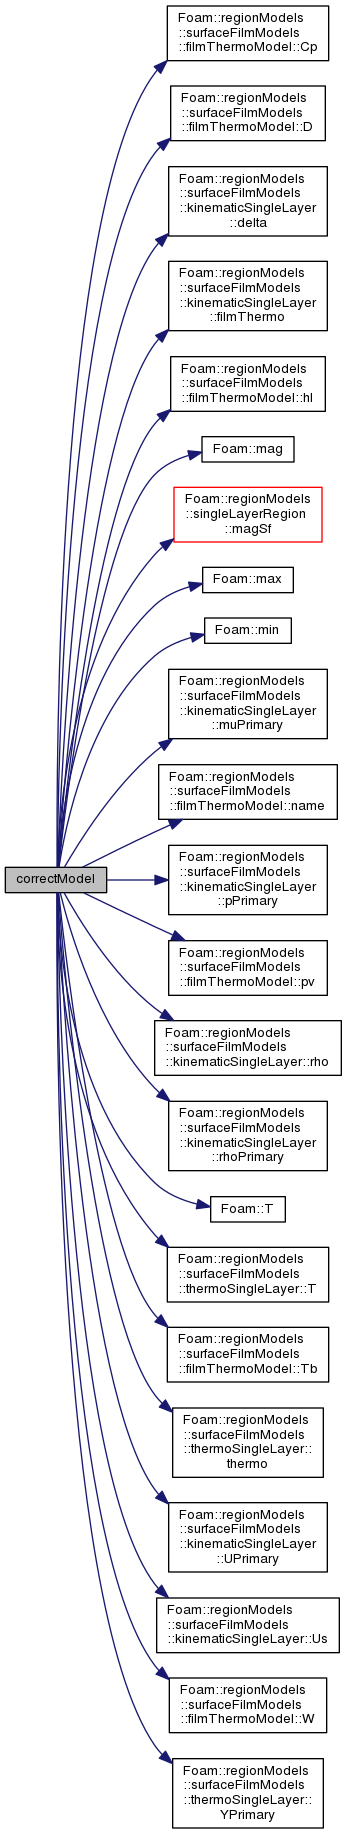 Foam::regionModels
::surfaceFilmModels
::filmThermoModel::Cp
Foam::regionModels
::surfaceFilmModels
::filmThermoModel::D
Foam::regionModels
::surfaceFilmModels
::kinematicSingleLayer
::delta
Foam::regionModels
::surfaceFilmModels
::kinematicSingleLayer
::filmThermo
Foam::regionModels
::surfaceFilmModels
::filmThermoModel::hl
Foam::mag
Foam::regionModels
::singleLayerRegion
::magSf
Foam::max
Foam::min
Foam::regionModels
::surfaceFilmModels
::kinematicSingleLayer
::muPrimary
Foam::regionModels
::surfaceFilmModels
::filmThermoModel::name
correctModel
Foam::regionModels
::surfaceFilmModels
::kinematicSingleLayer
::pPrimary
Foam::regionModels
::surfaceFilmModels
::filmThermoModel::pv
Foam::regionModels
::surfaceFilmModels
::kinematicSingleLayer::rho
Foam::regionModels
::surfaceFilmModels
::kinematicSingleLayer
::rhoPrimary
Foam::T
Foam::regionModels
::surfaceFilmModels
::thermoSingleLayer::T
Foam::regionModels
::surfaceFilmModels
::filmThermoModel::Tb
Foam::regionModels
::surfaceFilmModels
::thermoSingleLayer::
thermo
Foam::regionModels
::surfaceFilmModels
::kinematicSingleLayer
::UPrimary
Foam::regionModels
::surfaceFilmModels
::kinematicSingleLayer::Us
Foam::regionModels
::surfaceFilmModels
::filmThermoModel::W
Foam::regionModels
::surfaceFilmModels
::thermoSingleLayer::
YPrimary